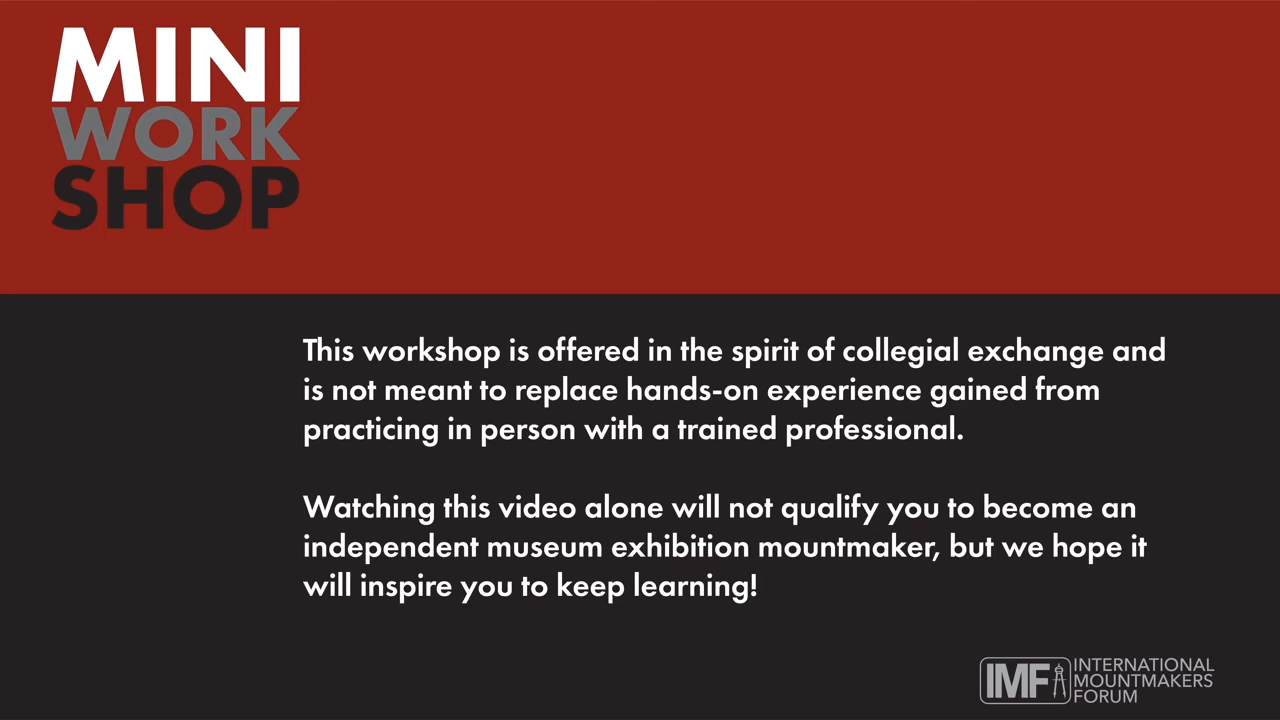 MINI
WORK
SHOP
This workshop is offered in the spirit of collegial exchange and
is not meant to replace hands-on experience gained from
practicing in person with a trained professional.
Watching this video alone will not qualify you to become an
independent museum exhibition mountmaker, but we hope it
will inspire you to keep learning!
IMF
INTERNATIONAL
MOUNTMAKERS
FORUM